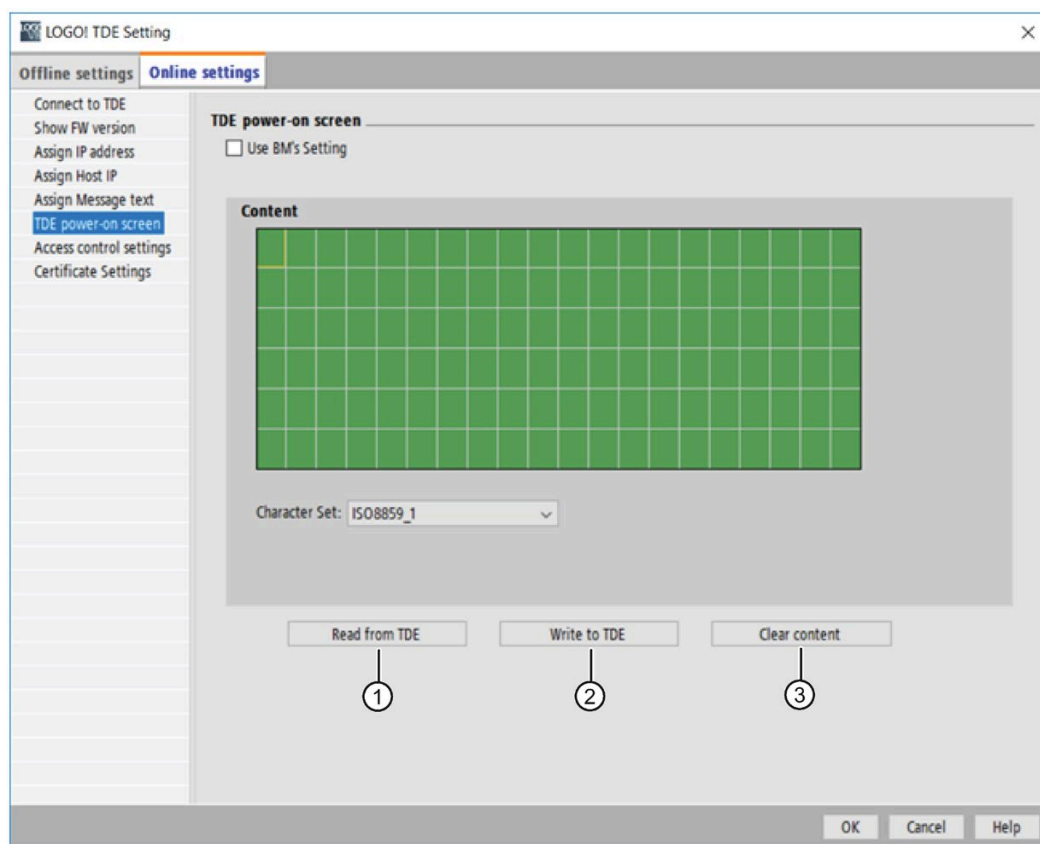 LOGO! TDE Setting
Offline settings
Online settings
Connect to TDE
Show FW version
Assign IP address
Assign Host IP
Assign Message text
TDE power-on screen
Access control settings
Certificate Settings
TDE power-on screen
Use BM's Setting
Content
Character Set: ISO8859_1
Read from TDE
Write to TDE
Clear content
1
2
3
OK
Cancel
Help